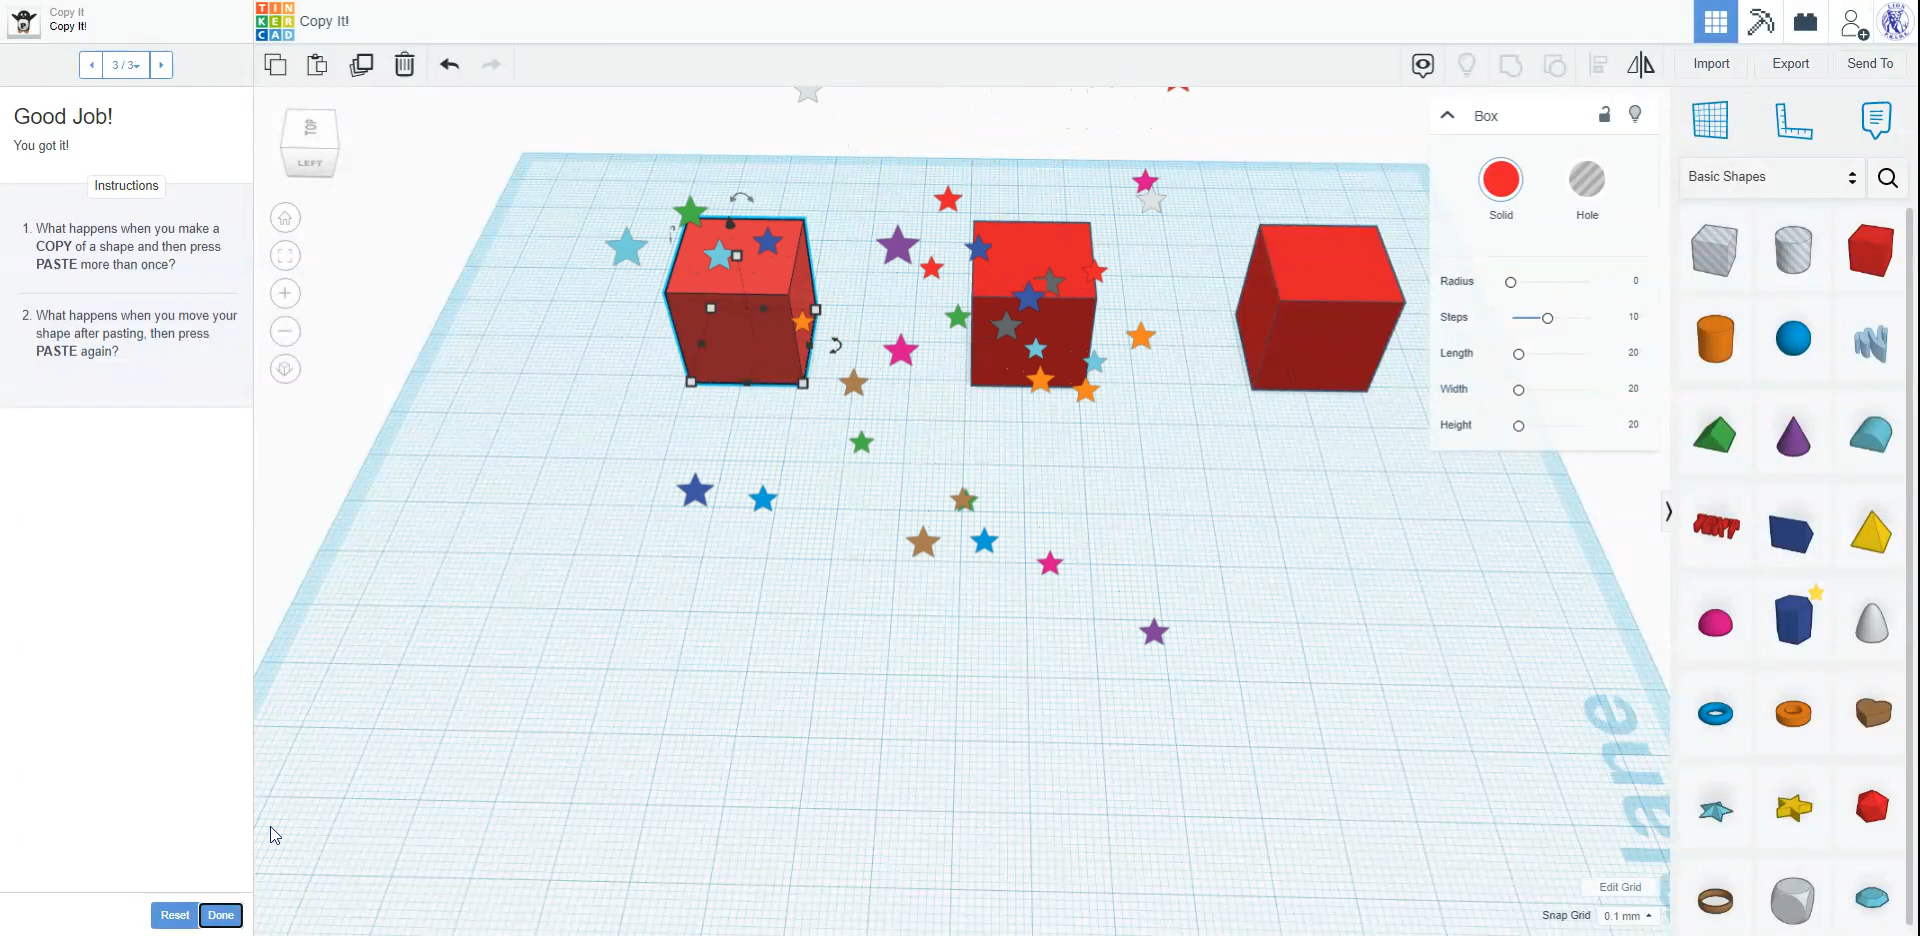 Copy It
Copy It!
TIN
KER
CAD
Copy It!
3 / 3
Import
Export
Send To
Good Job!
You got it!
Instructions
1. What happens when you make a
COPY of a shape and then press
PASTE more than once?
2. What happens when you move your
shape after pasting, then press
PASTE again?
Reset
Done
TOP
LEFT
Box
Solid
Hole
Radius 0
Steps 10
Length 20
Width 20
Height 20
Basic Shapes
TEXT
lane
Edit Grid
Snap Grid 0.1 mm